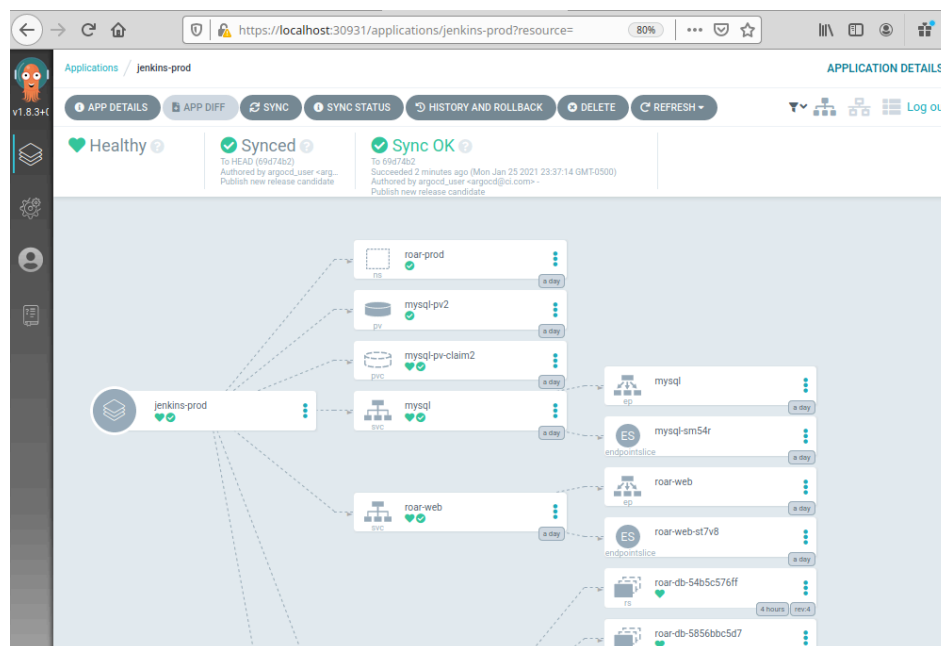 https://localhost:30931/applications/jenkins-prod?resource=
80%
v1.8.3+(
Applications / jenkins-prod
APPLICATION DETAILS
APP DETAILS
APP DIFF
SYNC
SYNC STATUS
HISTORY AND ROLLBACK
DELETE
REFRESH
Log ou
Healthy
Synced
To HEAD (69d74b2)
Authored by argocd_user <arg...
Publish new release candidate
Sync OK
To 69d74b2
Succeeded 2 minutes ago (Mon Jan 25 2021 23:37:14 GMT-0500)
Authored by argocd_user <argocd@ci.com> -
Publish new release candidate
jenkins-prod
roar-prod
ns
a day
mysql-pv2
pv
a day
mysql-pv-claim2
pvc
a day
mysql
svc
a day
roar-web
svc
a day
mysql
ep
a day
ES
mysql-sm54r
endpointslice
a day
roar-web
ep
a day
ES
roar-web-st7v8
endpointslice
a day
roar-db-54b5c576ff
rs
4 hours
rev:4
roar-db-5856bbc5d7